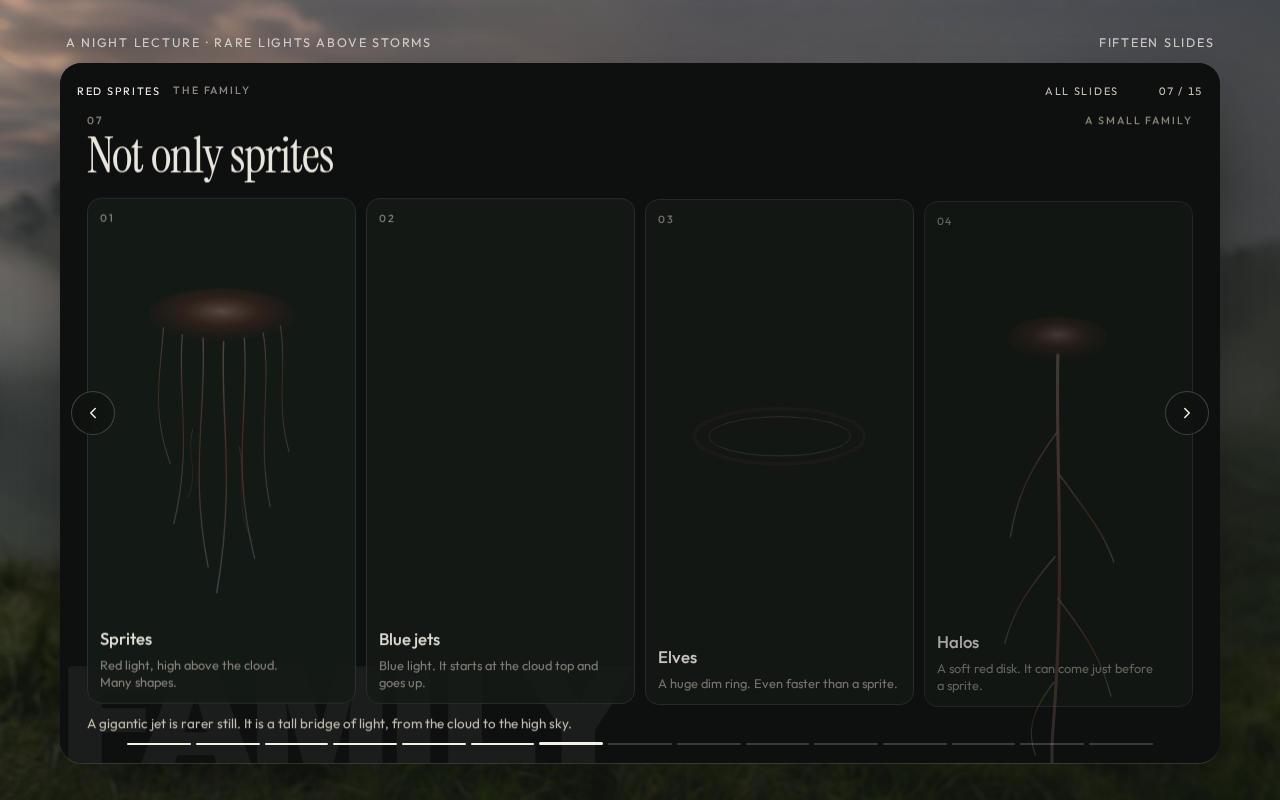 A NIGHT LECTURE · RARE LIGHTS ABOVE STORMS
FIFTEEN SLIDES
RED SPRITES
THE FAMILY
ALL SLIDES
07 / 15
07
A SMALL FAMILY
Not only sprites
01
Sprites
Red light, high above the cloud.
Many shapes.
02
Blue jets
Blue light. It starts at the cloud top and
goes up.
03
Elves
A huge dim ring. Even faster than a sprite.
04
Halos
A soft red disk. It can come just before
a sprite.
A gigantic jet is rarer still. It is a tall bridge of light, from the cloud to the high sky.
FAMILY